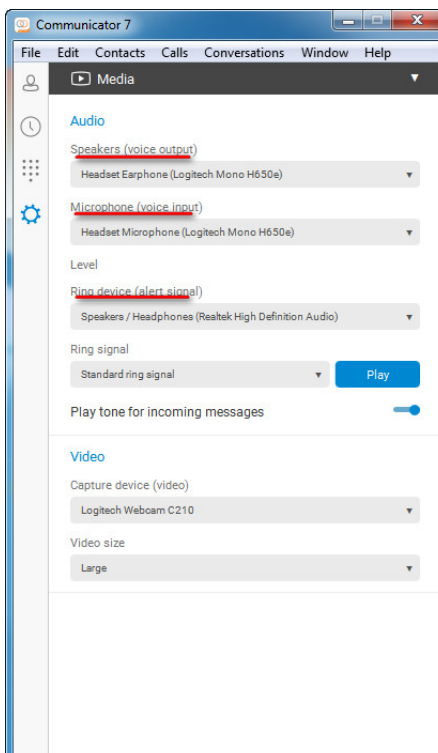 Communicator 7
File Edit Contacts Calls Conversations Window Help
Media
Audio
Speakers (voice output)
Headset Earphone (Logitech Mono H650e)
Microphone (voice input)
Headset Microphone (Logitech Mono H650e)
Level
Ring device (alert signal)
Speakers / Headphones (Realtek High Definition Audio)
Ring signal
Standard ring signal Play
Play tone for incoming messages
Video
Capture device (video)
Logitech Webcam C210
Video size
Large